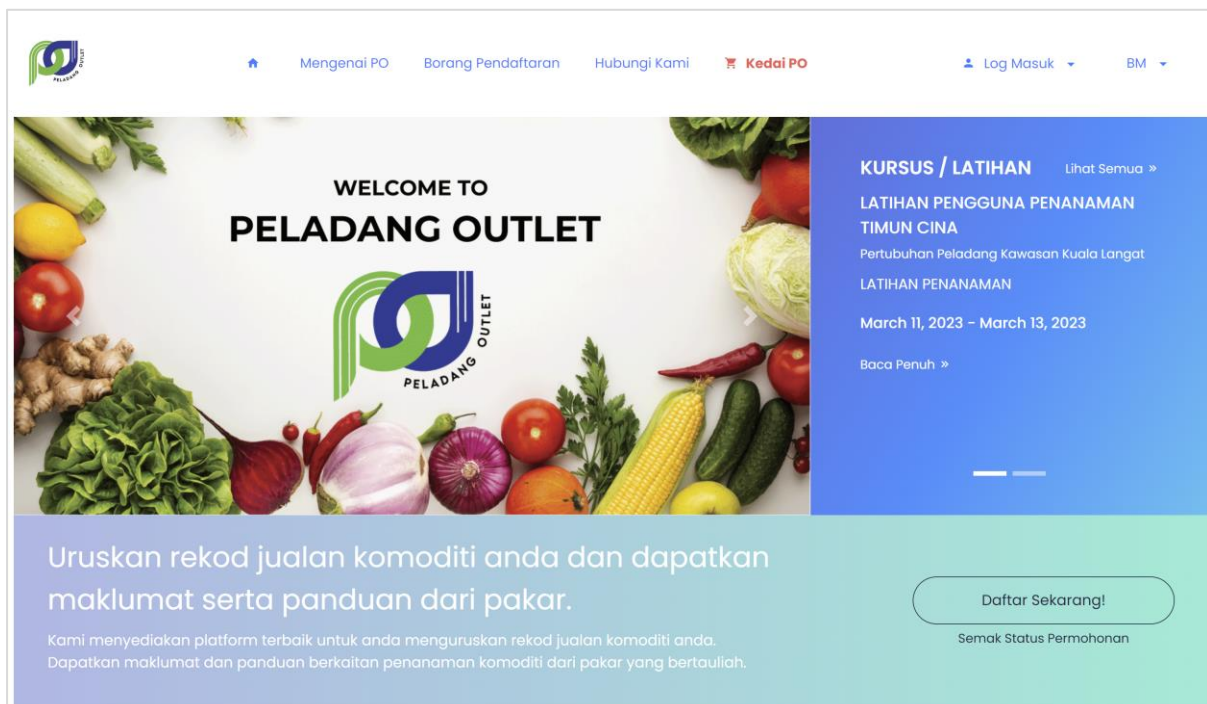 PELADANG OUTLET
Mengenai PO
Borang Pendaftaran
Hubungi Kami
Kedai PO
Log Masuk
BM
WELCOME TO
PELADANG OUTLET
PELADANG OUTLET
KURSUS / LATIHAN
Lihat Semua »
LATIHAN PENGGUNA PENANAMAN
TIMUN CINA
Pertubuhan Peladang Kawasan Kuala Langat
LATIHAN PENANAMAN
March 11, 2023 - March 13, 2023
Baca Penuh »
Uruskan rekod jualan komoditi anda dan dapatkan
maklumat serta panduan dari pakar.
Kami menyediakan platform terbaik untuk anda menguruskan rekod jualan komoditi anda.
Dapatkan maklumat dan panduan berkaitan penanaman komoditi dari pakar yang bertauliah.
Daftar Sekarang!
Semak Status Permohonan